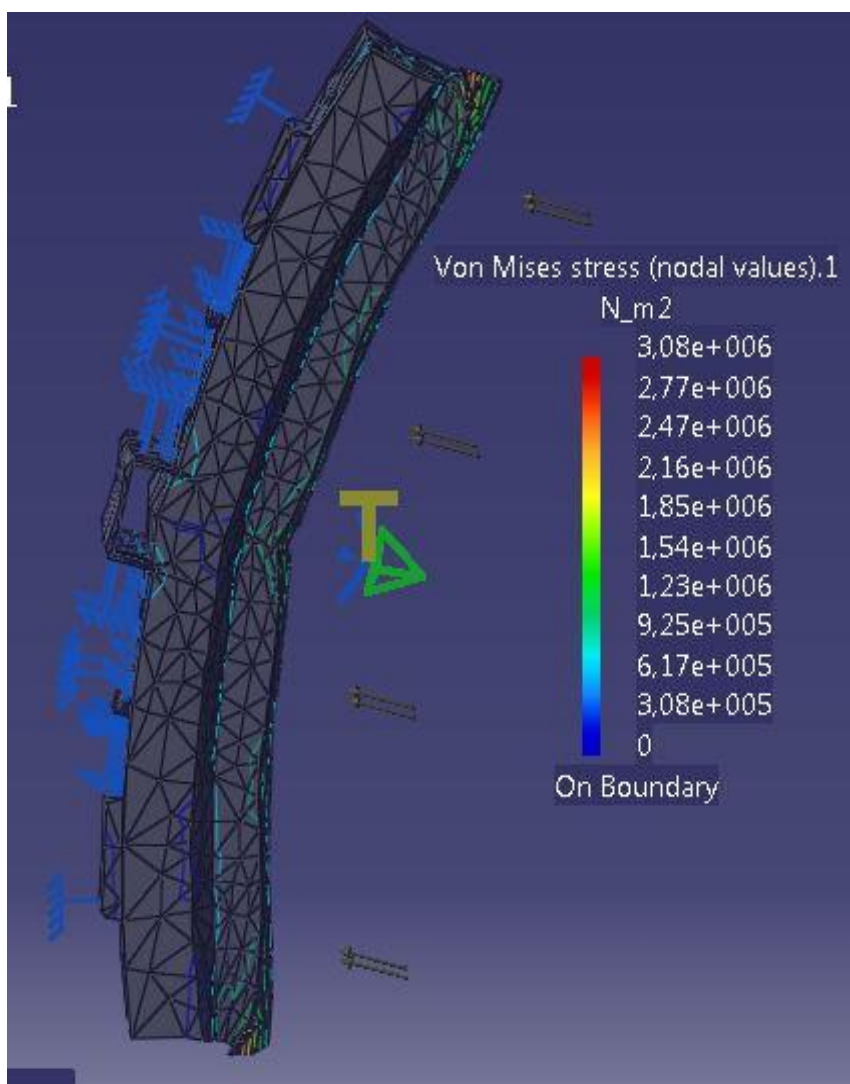 1
Von Mises stress (nodal values).1
N_m2
3,08e+006
2,77e+006
2,47e+006
2,16e+006
1,85e+006
1,54e+006
1,23e+006
9,25e+005
6,17e+005
3,08e+005
0
On Boundary
T